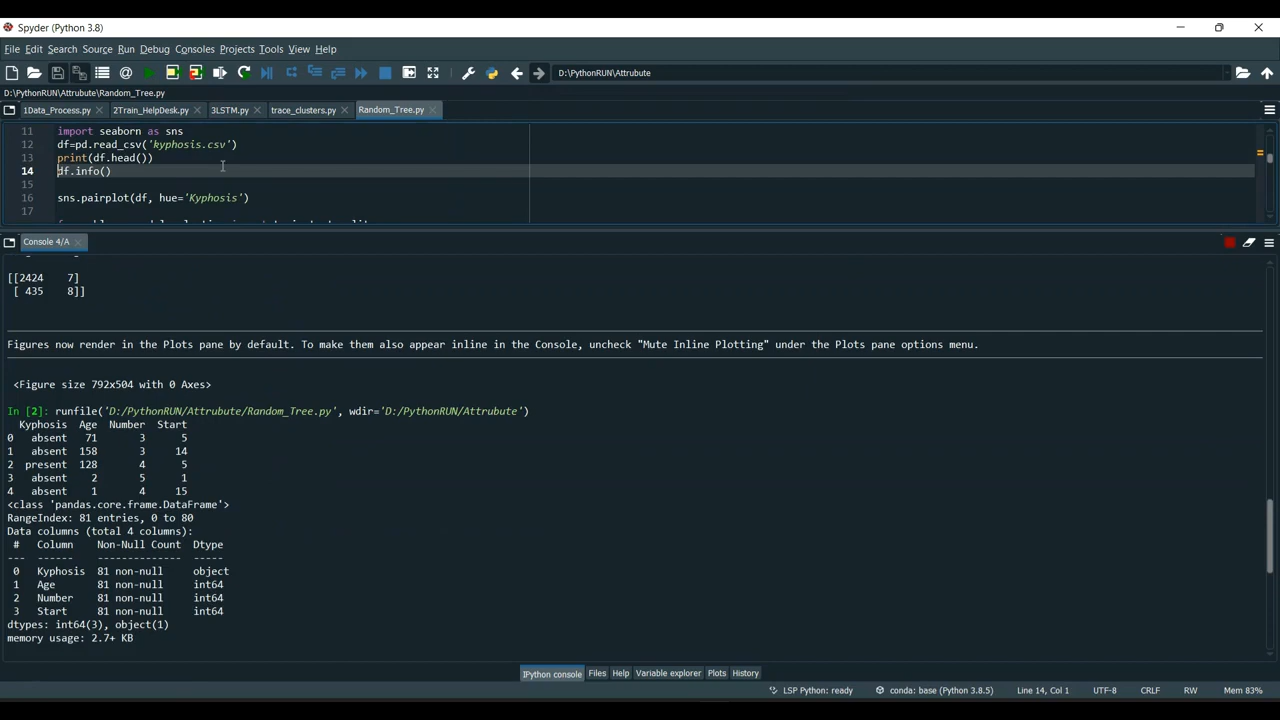 Spyder (Python 3.8)
File Edit Search Source Run Debug Consoles Projects Tools View Help
D:\PythonRUN\Attrubute
D:\PythonRUN\Attrubute\Random_Tree.py
1Data_Process.py 2Train_HelpDesk.py 3LSTM.py trace_clusters.py Random_Tree.py
11 import seaborn as sns
12 df=pd.read_csv('kyphosis.csv')
13 print(df.head())
14 df.info()
15
16 sns.pairplot(df, hue='Kyphosis')
17
Console 4/A
[[2424 7]
[ 435 8]]
Figures now render in the Plots pane by default. To make them also appear inline in the Console, uncheck "Mute Inline Plotting" under the Plots pane options menu.
<Figure size 792x504 with 0 Axes>
In [2]: runfile('D:/PythonRUN/Attrubute/Random_Tree.py', wdir='D:/PythonRUN/Attrubute')
Kyphosis Age Number Start
0 absent 71 3 5
1 absent 158 3 14
2 present 128 4 5
3 absent 2 5 1
4 absent 1 4 15
<class 'pandas.core.frame.DataFrame'>
RangeIndex: 81 entries, 0 to 80
Data columns (total 4 columns):
# Column Non-Null Count Dtype
--- ------ -------------- -----
0 Kyphosis 81 non-null object
1 Age 81 non-null int64
2 Number 81 non-null int64
3 Start 81 non-null int64
dtypes: int64(3), object(1)
memory usage: 2.7+ KB
IPython console Files Help Variable explorer Plots History
LSP Python: ready conda: base (Python 3.8.5) Line 14, Col 1 UTF-8 CRLF RW Mem 83%